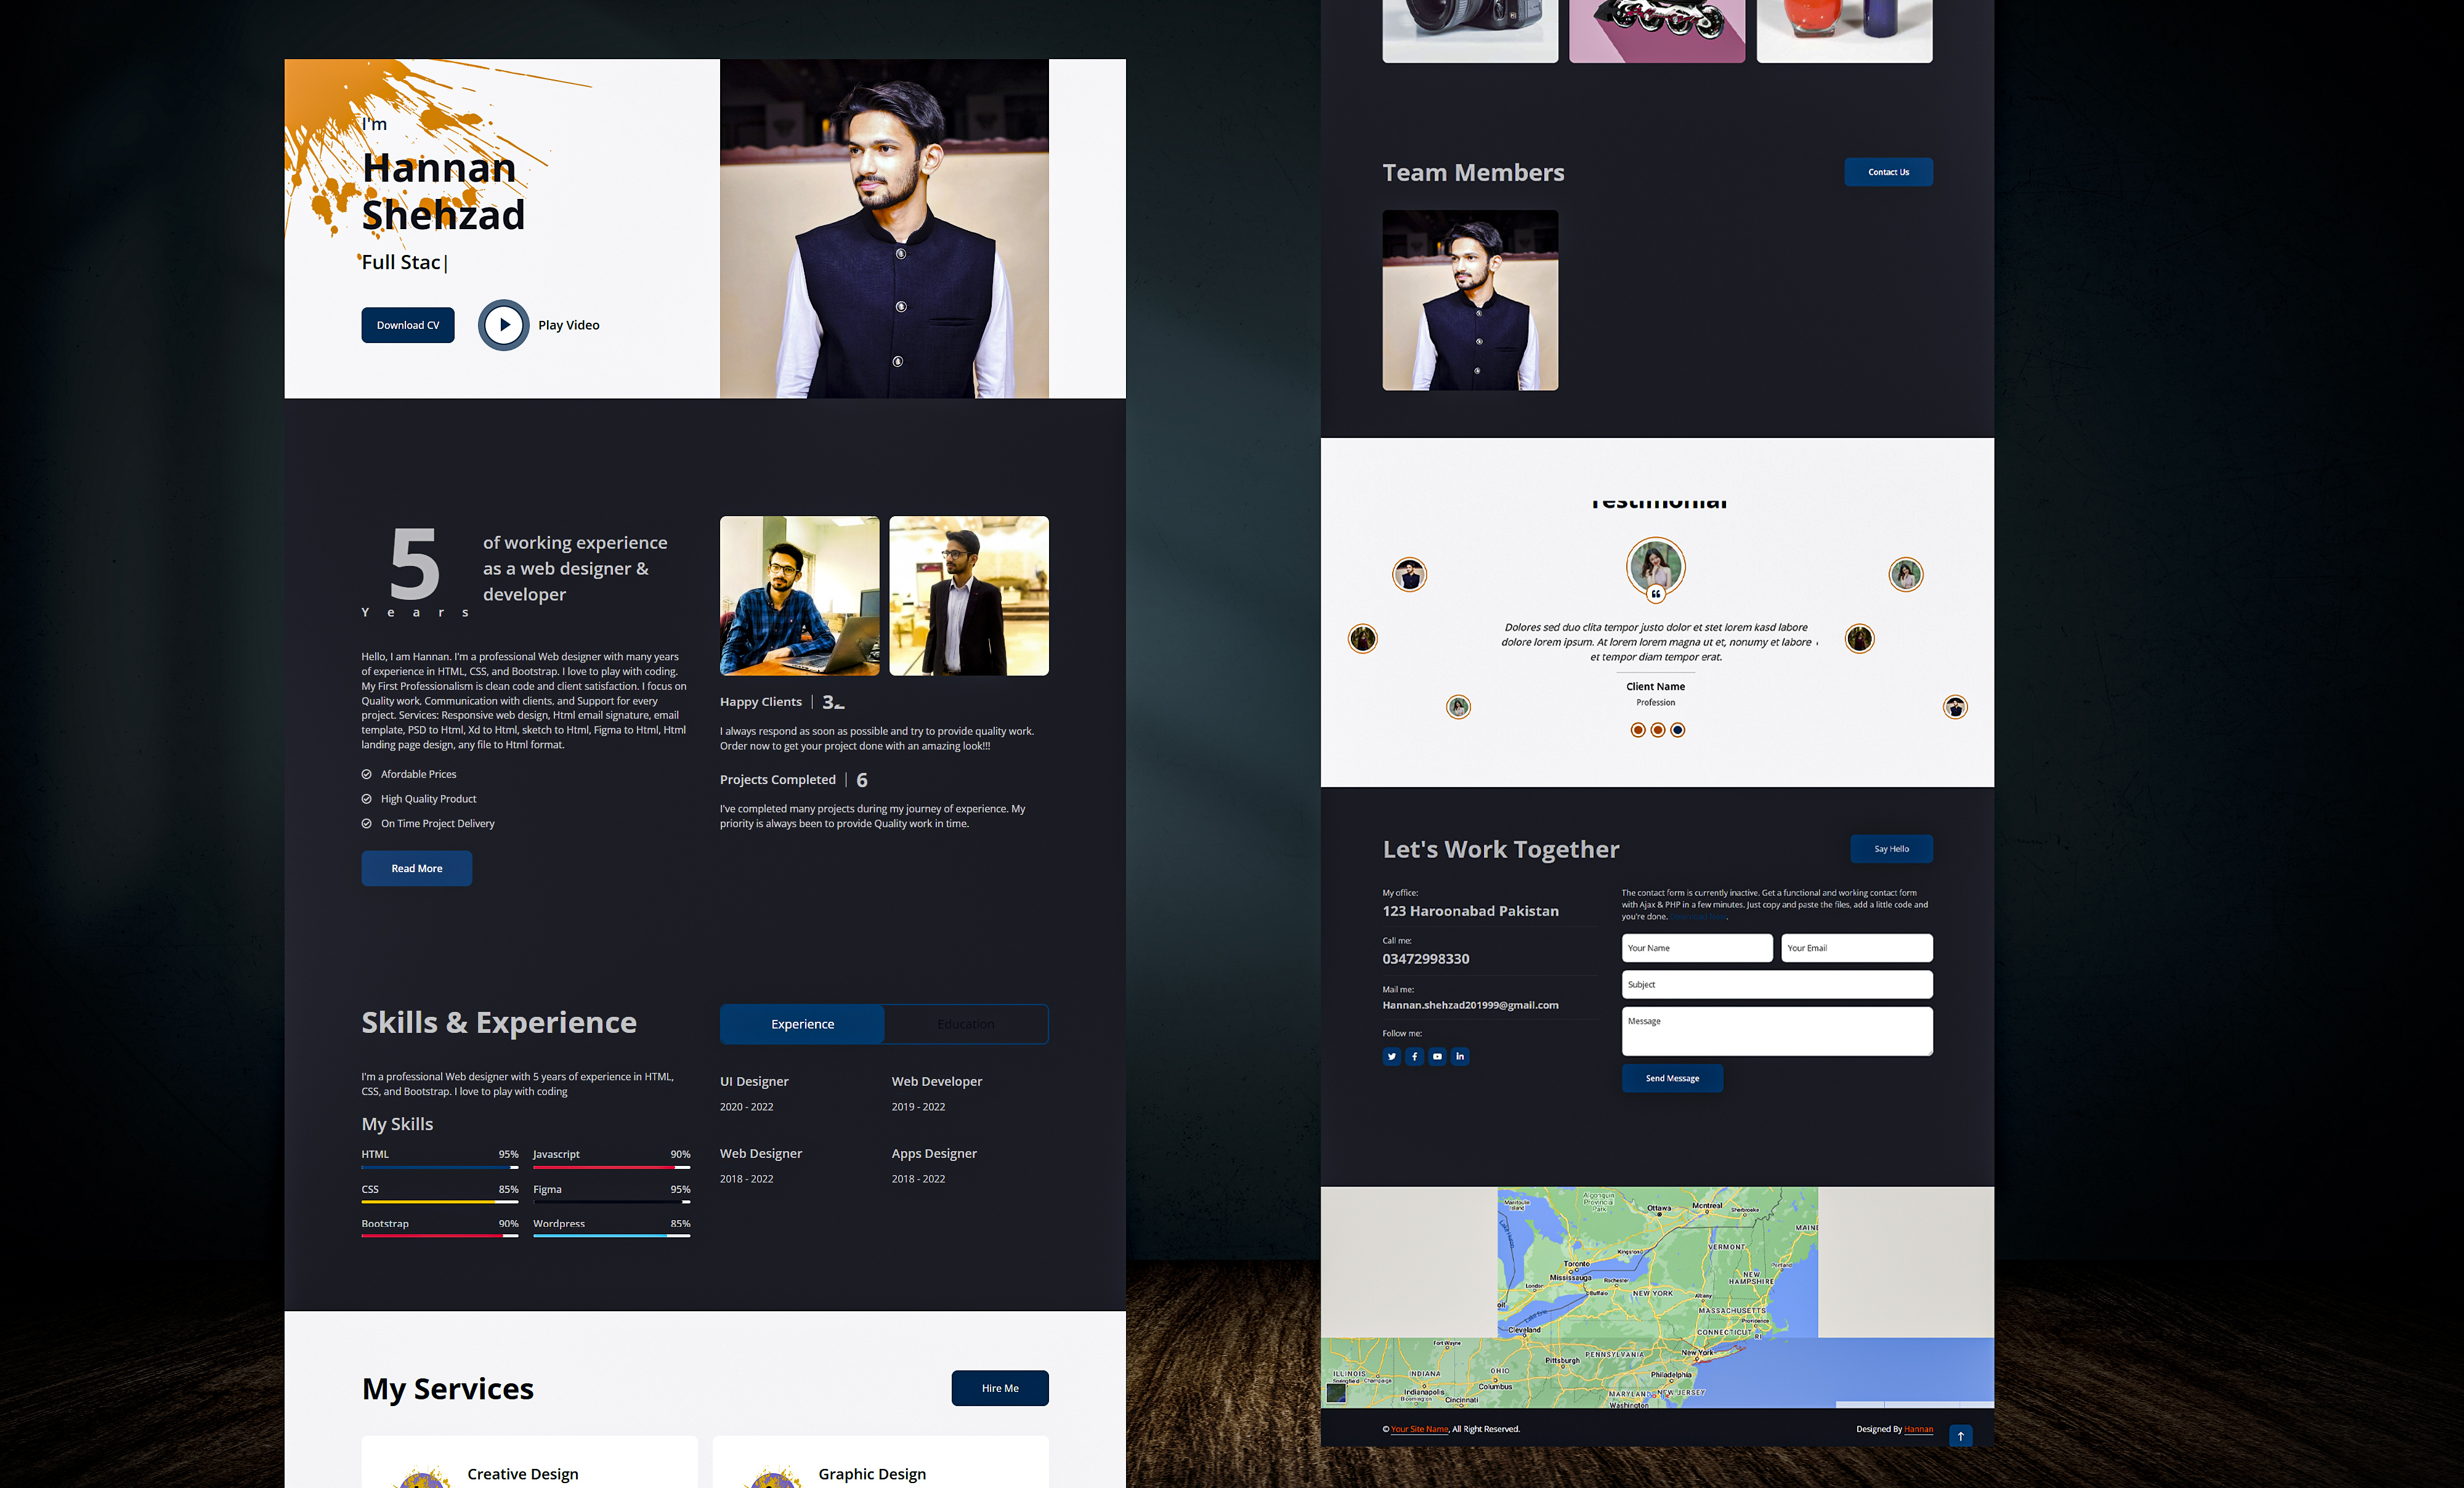 I'm
Hannan
Shehzad
Full Stac|
Download CV
Play Video
5
Years
of working experience
as a web designer &
developer
Hello, I am Hannan. I'm a professional Web designer with many years
of experience in HTML, CSS, and Bootstrap. I love to play with coding.
My First Professionalism is clean code and client satisfaction. I focus on
Quality work, Communication with clients, and Support for every
project. Services: Responsive web design, Html email signature, email
template, PSD to Html, Xd to Html, sketch to Html, Figma to Html, Html
landing page design, any file to Html format.
Afordable Prices
High Quality Product
On Time Project Delivery
Read More
Happy Clients
I always respond as soon as possible and try to provide quality work.
Order now to get your project done with an amazing look!!!
Projects Completed | 6
I've completed many projects during my journey of experience. My
priority is always been to provide Quality work in time.
Skills & Experience
I'm a professional Web designer with 5 years of experience in HTML,
CSS, and Bootstrap. I love to play with coding
My Skills
HTML 95%
Javascript 90%
CSS 85%
Figma 95%
Bootstrap 90%
Wordpress 85%
Experience
Education
UI Designer
2020 - 2022
Web Developer
2019 - 2022
Web Designer
2018 - 2022
Apps Designer
2018 - 2022
My Services
Hire Me
Creative Design
Graphic Design
Team Members
Contact Us
Testimonial
Dolores sed duo clita tempor justo dolor et stet lorem kasd labore
dolore lorem ipsum. At lorem lorem magna ut et, nonumy et labore
et tempor diam tempor erat.
Client Name
Profession
Let's Work Together
Say Hello
My office:
123 Haroonabad Pakistan
Call me:
03472998330
Mail me:
Hannan.shehzad201999@gmail.com
Follow me:
The contact form is currently inactive. Get a functional and working contact form
with Ajax & PHP in a few minutes. Just copy and paste the files, add a little code and
you're done.
Your Name
Your Email
Subject
Message
Send Message
Manitoulin Island
Algonquin Provincial Park
Ottawa
Montreal
Sherbrooke
MAINE
VERMONT
Kingston
Toronto
Mississauga
Rochester
Portland
NEW HAMPSHIRE
London
Buffalo
NEW YORK
Albany
MASSACHUSETTS
Providence
Cleveland
CONNECTICUT
RI
Fort Wayne
PENNSYLVANIA
New York
Pittsburgh
ILLINOIS
INDIANA
OHIO
Philadelphia
Springfield
Champaign
Columbus
Indianapolis
MARYLAND
NEW JERSEY
Bloomington
Cincinnati
Washington
© Your Site Name, All Right Reserved.
Designed By Hannan